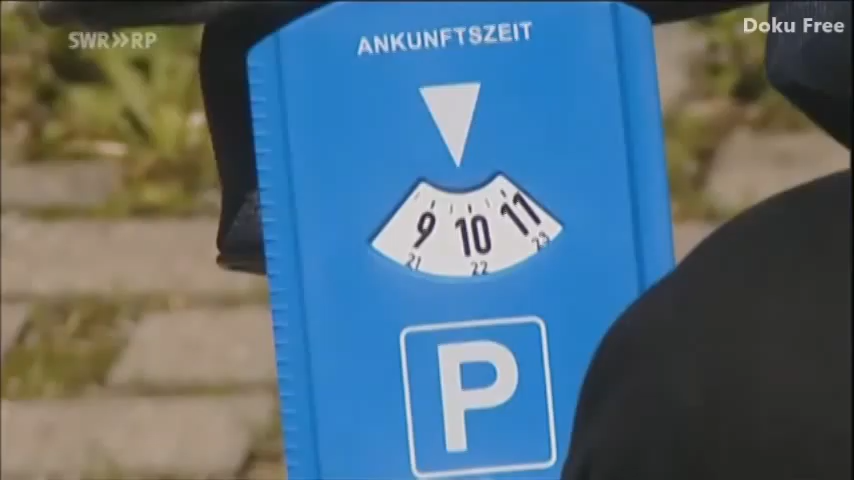 SWR»RP
Doku Free
ANKUNFTSZEIT
9 10 11
21 22 23
P